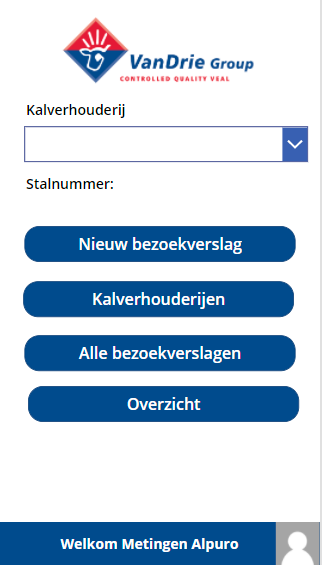 VanDrie Group
CONTROLLED QUALITY VEAL
Kalverhouderij
Stalnummer:
Nieuw bezoekverslag
Kalverhouderijen
Alle bezoekverslagen
Overzicht
Welkom Metingen Alpuro